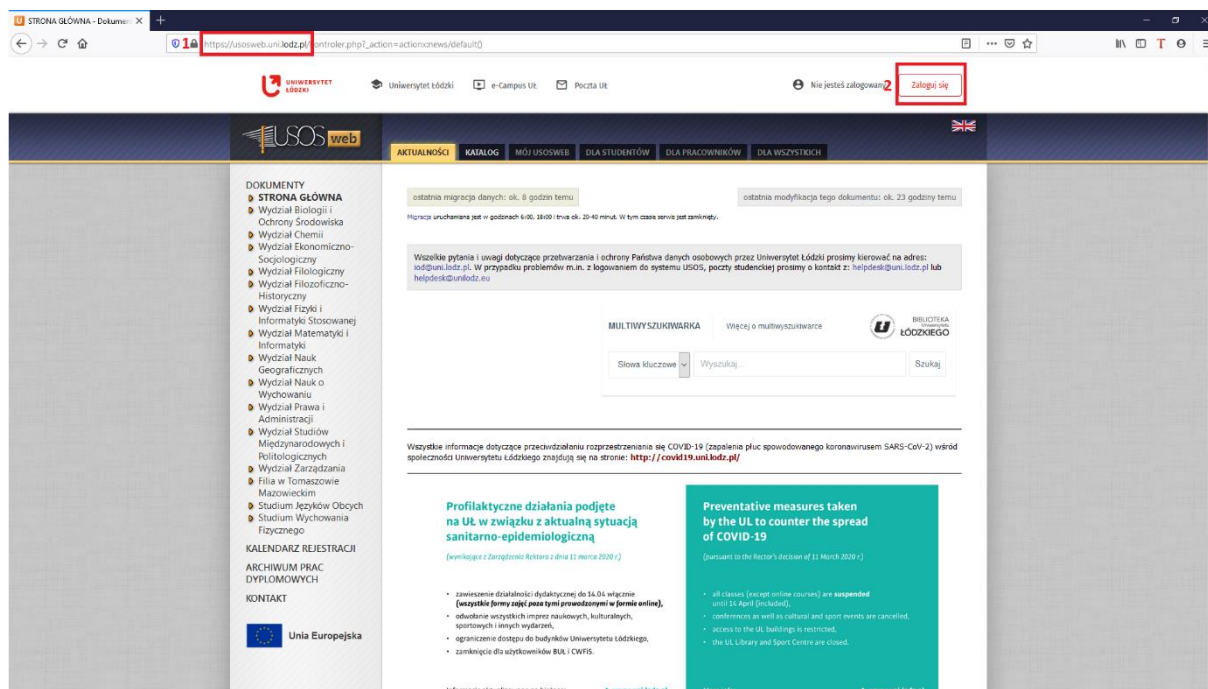 STRONA GŁÓWNA - Dokumen
1 https://usosweb.uni.lodz.pl/kontroler.php?_action=actionx:news/default()
UNIWERSYTET
ŁÓDZKI
Uniwersytet Łódzki e-Campus UŁ Poczta UŁ
Nie jesteś zalogowany 2 Zaloguj się
USOS web
AKTUALNOŚCI KATALOG MÓJ USOSWEB DLA STUDENTÓW DLA PRACOWNIKÓW DLA WSZYSTKICH
DOKUMENTY
STRONA GŁÓWNA
Wydział Biologii i
Ochrony Środowiska
Wydział Chemii
Wydział Ekonomiczno-
Socjologiczny
Wydział Filologiczny
Wydział Filozoficzno-
Historyczny
Wydział Fizyki i
Informatyki Stosowanej
Wydział Matematyki i
Informatyki
Wydział Nauk
Geograficznych
Wydział Nauk o
Wychowaniu
Wydział Prawa i
Administracji
Wydział Studiów
Międzynarodowych i
Politologicznych
Wydział Zarządzania
Filia w Tomaszowie
Mazowieckim
Studium Języków Obcych
Studium Wychowania
Fizycznego
KALENDARZ REJESTRACJI
ARCHIWUM PRAC
DYPLOMOWYCH
KONTAKT
Unia Europejska
ostatnia migracja danych: ok. 8 godzin temu
ostatnia modyfikacja tego dokumentu: ok. 23 godziny temu
Migracja uruchamiana jest w godzinach 6:00, 18:00 i trwa ok. 20-40 minut. W tym czasie serwis jest zamknięty.
Wszelkie pytania i uwagi dotyczące przetwarzania i ochrony Państwa danych osobowych przez Uniwersytet Łódzki prosimy kierować na adres:
iod@uni.lodz.pl. W przypadku problemów m.in. z logowaniem do systemu USOS, poczty studenckiej prosimy o kontakt z: helpdesk@uni.lodz.pl lub
helpdesk@unilodz.eu
MULTIWYSZUKIWARKA Więcej o multiwyszukiwarce
BIBLIOTEKA
Uniwersytetu
ŁÓDZKIEGO
Słowa kluczowe Wyszukaj... Szukaj
Wszystkie informacje dotyczące przeciwdziałaniu rozprzestrzeniania się COVID-19 (zapalenia płuc spowodowanego koronawirusem SARS-CoV-2) wśród
społeczności Uniwersytetu Łódzkiego znajdują się na stronie: http://covid19.uni.lodz.pl/
Profilaktyczne działania podjęte
na UŁ w związku z aktualną sytuacją
sanitarno-epidemiologiczną
(wynikające z Zarządzenia Rektora z dnia 11 marca 2020 r.)
zawieszenie działalności dydaktycznej do 14.04 włącznie
(wszystkie formy zajęć poza tymi prowadzonymi w formie online),
odwołanie wszystkich imprez naukowych, kulturalnych,
sportowych i innych wydarzeń,
ograniczenie dostępu do budynków Uniwersytetu Łódzkiego,
zamknięcie dla użytkowników BUŁ i CWFiS.
Preventative measures taken
by the UL to counter the spread
of COVID-19
(pursuant to the Rector's decision of 11 March 2020 r.)
all classes (except online courses) are suspended
until 14 April (included),
conferences as well as cultural and sport events are cancelled,
access to the UL buildings is restricted,
the UL Library and Sport Centre are closed.